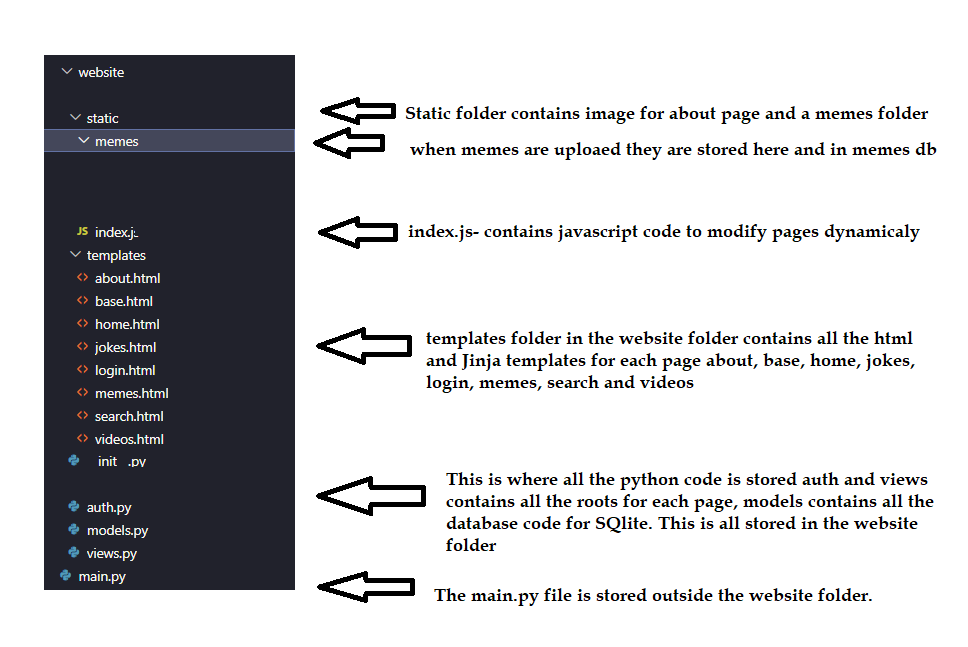 website
static
Static folder contains image for about page and a memes folder
memes
when memes are uploaed they are stored here and in memes db
JS index.j
index.js- contains javascript code to modify pages dynamicaly
templates
<> about.html
<> base.html
<> home.html
<> jokes.html
<> login.html
<> memes.html
<> search.html
<> videos.html
templates folder in the website folder contains all the html
and Jinja templates for each page about, base, home, jokes,
login, memes, search and videos
init .py
auth.py
models.py
views.py
This is where all the python code is stored auth and views
contains all the roots for each page, models contains all the
database code for SQlite. This is all stored in the website
folder
main.py
The main.py file is stored outside the website folder.